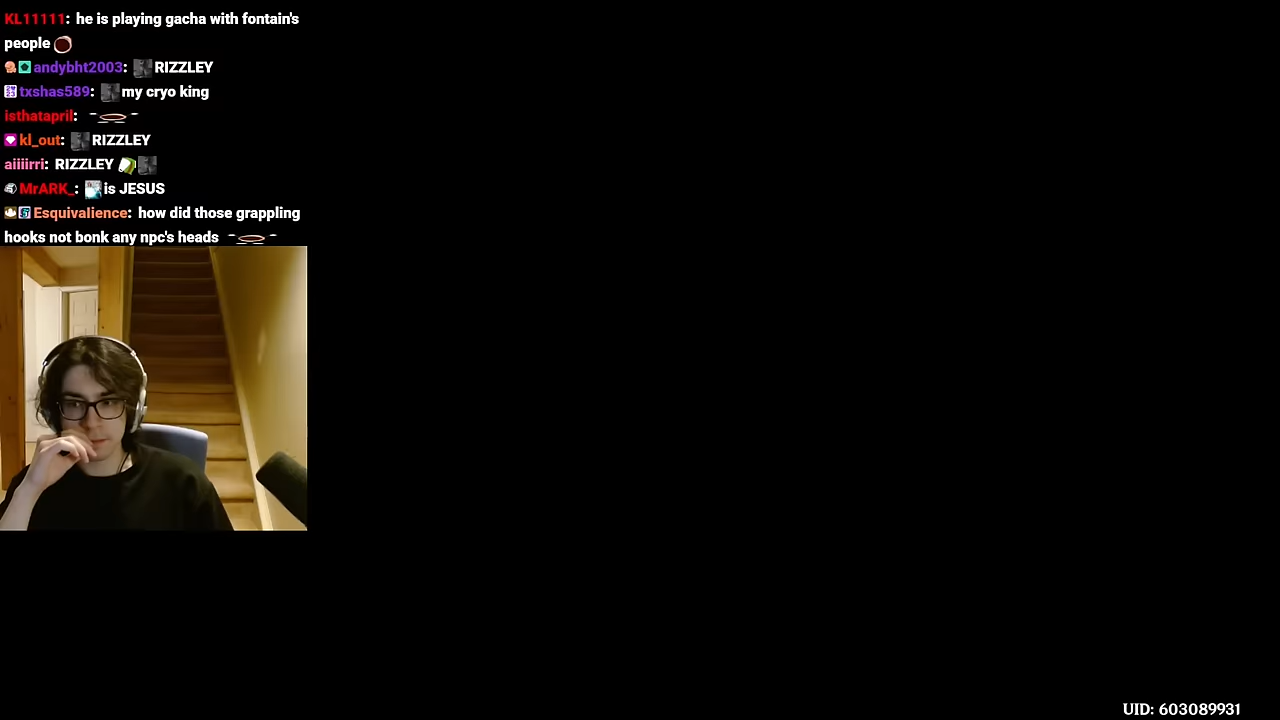 KL11111: he is playing gacha with fontain's
people
andybht2003: RIZZLEY
txshas589: my cryo king
isthatapril:
kl_out: RIZZLEY
aiiiirri: RIZZLEY
MrARK_: is JESUS
Esquivalience: how did those grappling
hooks not bonk any npc's heads
UID: 603089931